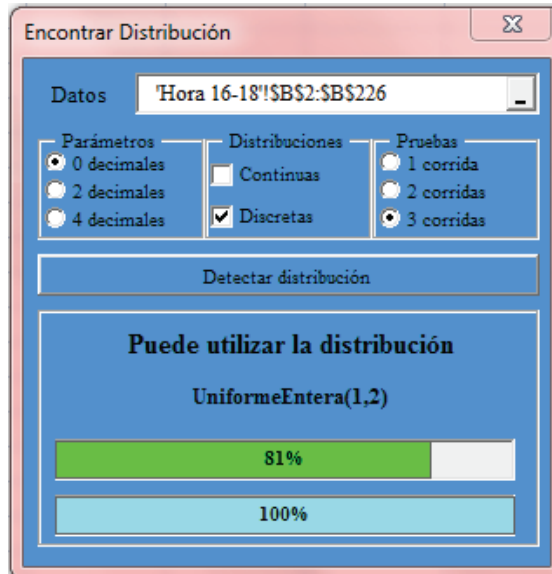 Encontrar Distribución
Datos 'Hora 16-18'!$B$2:$B$226 _
Parámetros Distribuciones Pruebas
0 decimales Continuas 1 corrida
2 decimales 2 corridas
4 decimales Discretas 3 corridas
Detectar distribución
Puede utilizar la distribución
UniformeEntera(1,2)
81%
100%